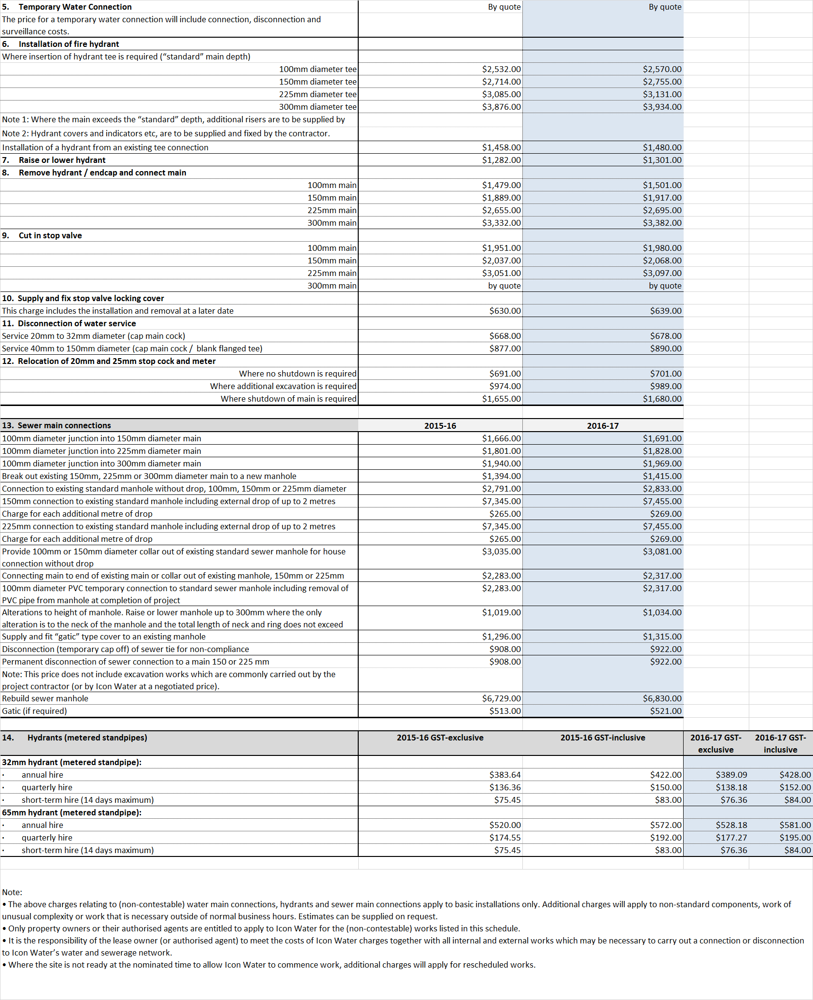 5. Temporary Water Connection By quote By quote
The price for a temporary water connection will include connection, disconnection and
surveillance costs.
6. Installation of fire hydrant
Where insertion of hydrant tee is required (“standard” main depth)
100mm diameter tee $2,532.00 $2,570.00
150mm diameter tee $2,714.00 $2,755.00
225mm diameter tee $3,085.00 $3,131.00
300mm diameter tee $3,876.00 $3,934.00
Note 1: Where the main exceeds the “standard” depth, additional risers are to be supplied by
Note 2: Hydrant covers and indicators etc, are to be supplied and fixed by the contractor.
Installation of a hydrant from an existing tee connection $1,458.00 $1,480.00
7. Raise or lower hydrant $1,282.00 $1,301.00
8. Remove hydrant / endcap and connect main
100mm main $1,479.00 $1,501.00
150mm main $1,889.00 $1,917.00
225mm main $2,655.00 $2,695.00
300mm main $3,332.00 $3,382.00
9. Cut in stop valve
100mm main $1,951.00 $1,980.00
150mm main $2,037.00 $2,068.00
225mm main $3,051.00 $3,097.00
300mm main by quote by quote
10. Supply and fix stop valve locking cover
This charge includes the installation and removal at a later date $630.00 $639.00
11. Disconnection of water service
Service 20mm to 32mm diameter (cap main cock) $668.00 $678.00
Service 40mm to 150mm diameter (cap main cock / blank flanged tee) $877.00 $890.00
12. Relocation of 20mm and 25mm stop cock and meter
Where no shutdown is required $691.00 $701.00
Where additional excavation is required $974.00 $989.00
Where shutdown of main is required $1,655.00 $1,680.00
13. Sewer main connections 2015-16 2016-17
100mm diameter junction into 150mm diameter main $1,666.00 $1,691.00
100mm diameter junction into 225mm diameter main $1,801.00 $1,828.00
100mm diameter junction into 300mm diameter main $1,940.00 $1,969.00
Break out existing 150mm, 225mm or 300mm diameter main to a new manhole $1,394.00 $1,415.00
Connection to existing standard manhole without drop, 100mm, 150mm or 225mm diameter $2,791.00 $2,833.00
150mm connection to existing standard manhole including external drop of up to 2 metres $7,345.00 $7,455.00
Charge for each additional metre of drop $265.00 $269.00
225mm connection to existing standard manhole including external drop of up to 2 metres $7,345.00 $7,455.00
Charge for each additional metre of drop $265.00 $269.00
Provide 100mm or 150mm diameter collar out of existing standard sewer manhole for house $3,035.00 $3,081.00
connection without drop
Connecting main to end of existing main or collar out of existing manhole, 150mm or 225mm $2,283.00 $2,317.00
100mm diameter PVC temporary connection to standard sewer manhole including removal of $2,283.00 $2,317.00
PVC pipe from manhole at completion of project
Alterations to height of manhole. Raise or lower manhole up to 300mm where the only $1,019.00 $1,034.00
alteration is to the neck of the manhole and the total length of neck and ring does not exceed
Supply and fit “gatic” type cover to an existing manhole $1,296.00 $1,315.00
Disconnection (temporary cap off) of sewer tie for non-compliance $908.00 $922.00
Permanent disconnection of sewer connection to a main 150 or 225 mm $908.00 $922.00
Note: This price does not include excavation works which are commonly carried out by the
project contractor (or by Icon Water at a negotiated price).
Rebuild sewer manhole $6,729.00 $6,830.00
Gatic (if required) $513.00 $521.00
14. Hydrants (metered standpipes) 2015-16 GST-exclusive 2015-16 GST-inclusive 2016-17 GST- 2016-17 GST-
exclusive inclusive
32mm hydrant (metered standpipe):
· annual hire $383.64 $422.00 $389.09 $428.00
· quarterly hire $136.36 $150.00 $138.18 $152.00
· short-term hire (14 days maximum) $75.45 $83.00 $76.36 $84.00
65mm hydrant (metered standpipe):
· annual hire $520.00 $572.00 $528.18 $581.00
· quarterly hire $174.55 $192.00 $177.27 $195.00
· short-term hire (14 days maximum) $75.45 $83.00 $76.36 $84.00
Note:
• The above charges relating to (non-contestable) water main connections, hydrants and sewer main connections apply to basic installations only. Additional charges will apply to non-standard components, work of
unusual complexity or work that is necessary outside of normal business hours. Estimates can be supplied on request.
• Only property owners or their authorised agents are entitled to apply to Icon Water for the (non-contestable) works listed in this schedule.
• It is the responsibility of the lease owner (or authorised agent) to meet the costs of Icon Water charges together with all internal and external works which may be necessary to carry out a connection or disconnection
to Icon Water’s water and sewerage network.
• Where the site is not ready at the nominated time to allow Icon Water to commence work, additional charges will apply for rescheduled works.